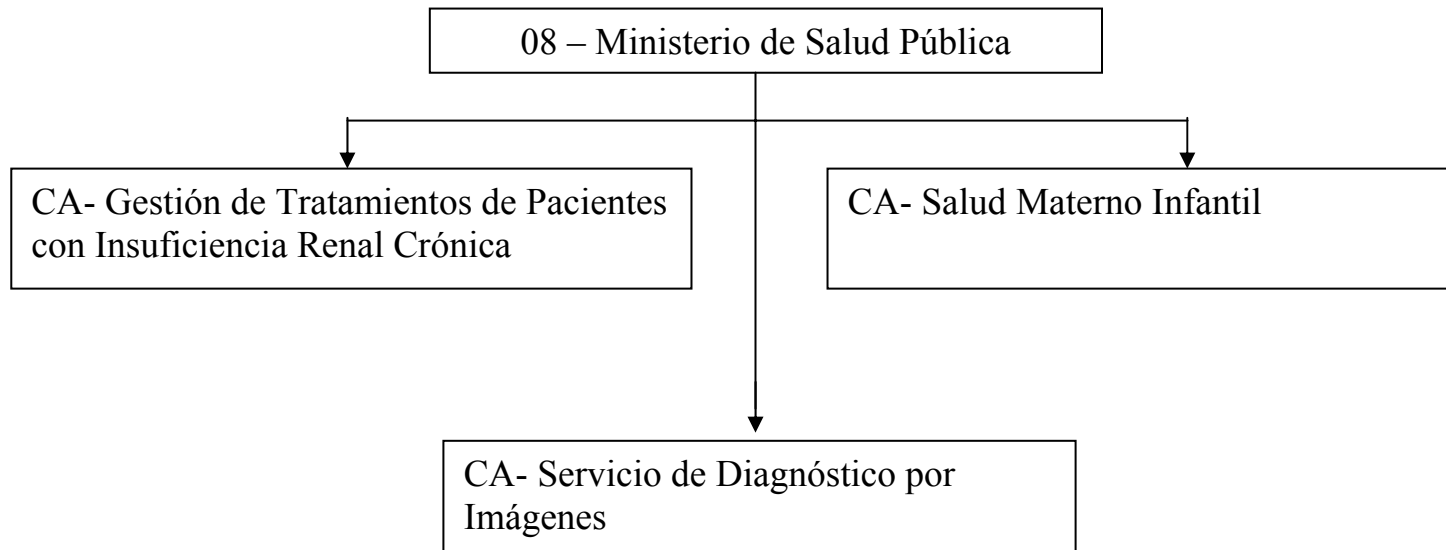 08 – Ministerio de Salud Pública
CA- Gestión de Tratamientos de Pacientes
con Insuficiencia Renal Crónica
CA- Salud Materno Infantil
CA- Servicio de Diagnóstico por
Imágenes